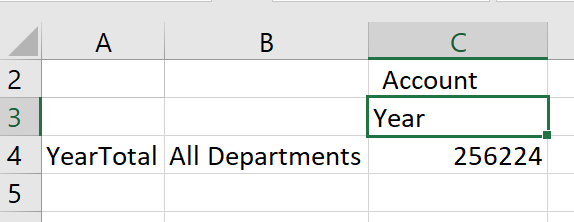 A B C
2 Account
3 Year
4 YearTotal All Departments 256224
5